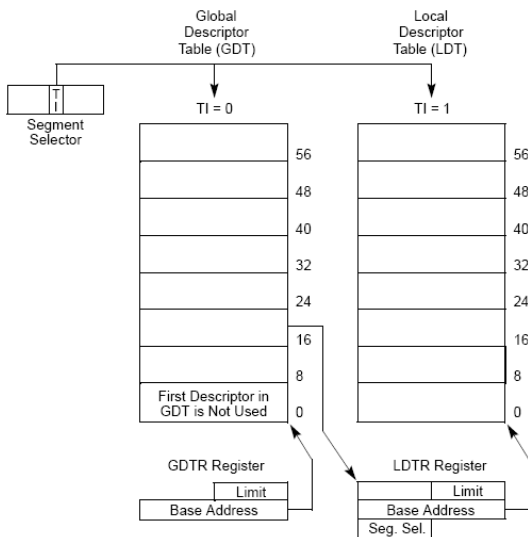 Global
Descriptor
Table (GDT)
Local
Descriptor
Table (LDT)
T
I
Segment
Selector
TI = 0
TI = 1
56
48
40
32
24
16
8
0
First Descriptor in
GDT is Not Used
56
48
40
32
24
16
8
0
GDTR Register
Limit
Base Address
LDTR Register
Limit
Base Address
Seg. Sel.